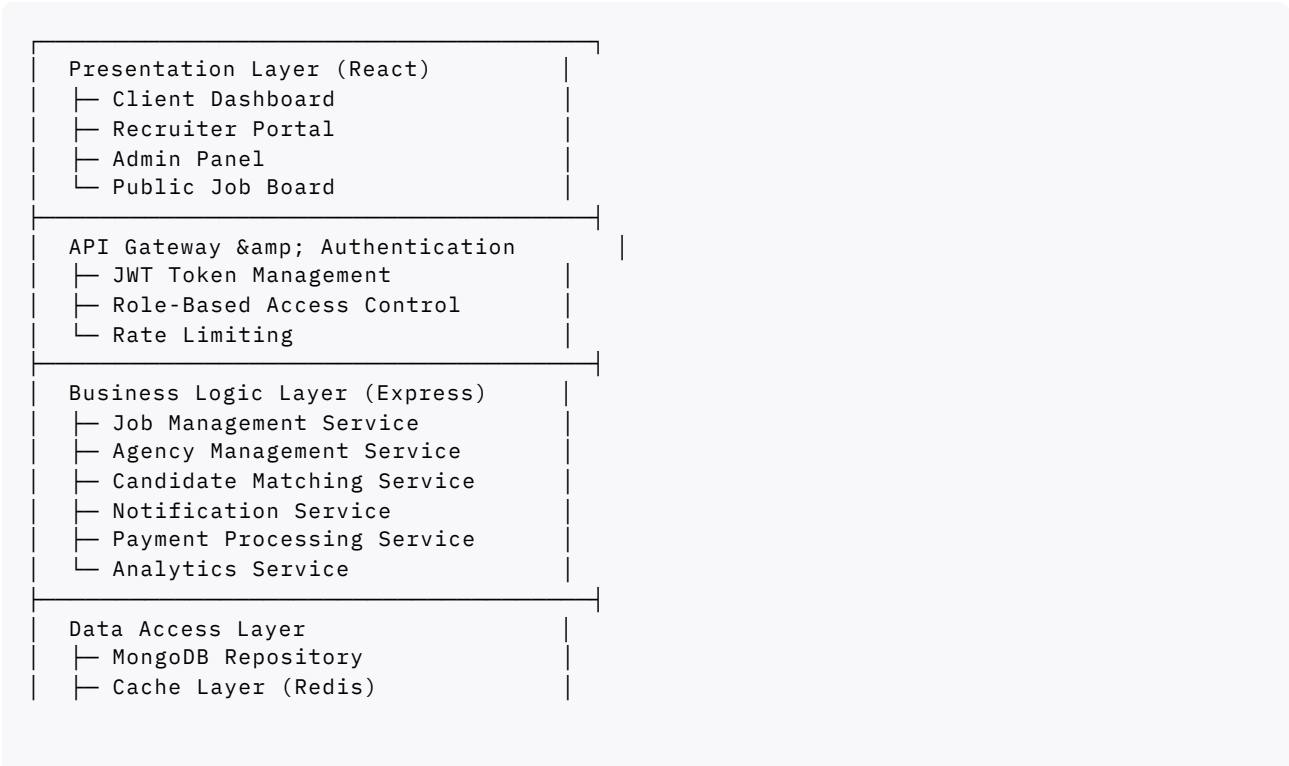 Presentation Layer (React)
├─ Client Dashboard
├─ Recruiter Portal
├─ Admin Panel
└─ Public Job Board
API Gateway &amp; Authentication
├─ JWT Token Management
├─ Role-Based Access Control
└─ Rate Limiting
Business Logic Layer (Express)
├─ Job Management Service
├─ Agency Management Service
├─ Candidate Matching Service
├─ Notification Service
├─ Payment Processing Service
└─ Analytics Service
Data Access Layer
├─ MongoDB Repository
├─ Cache Layer (Redis)